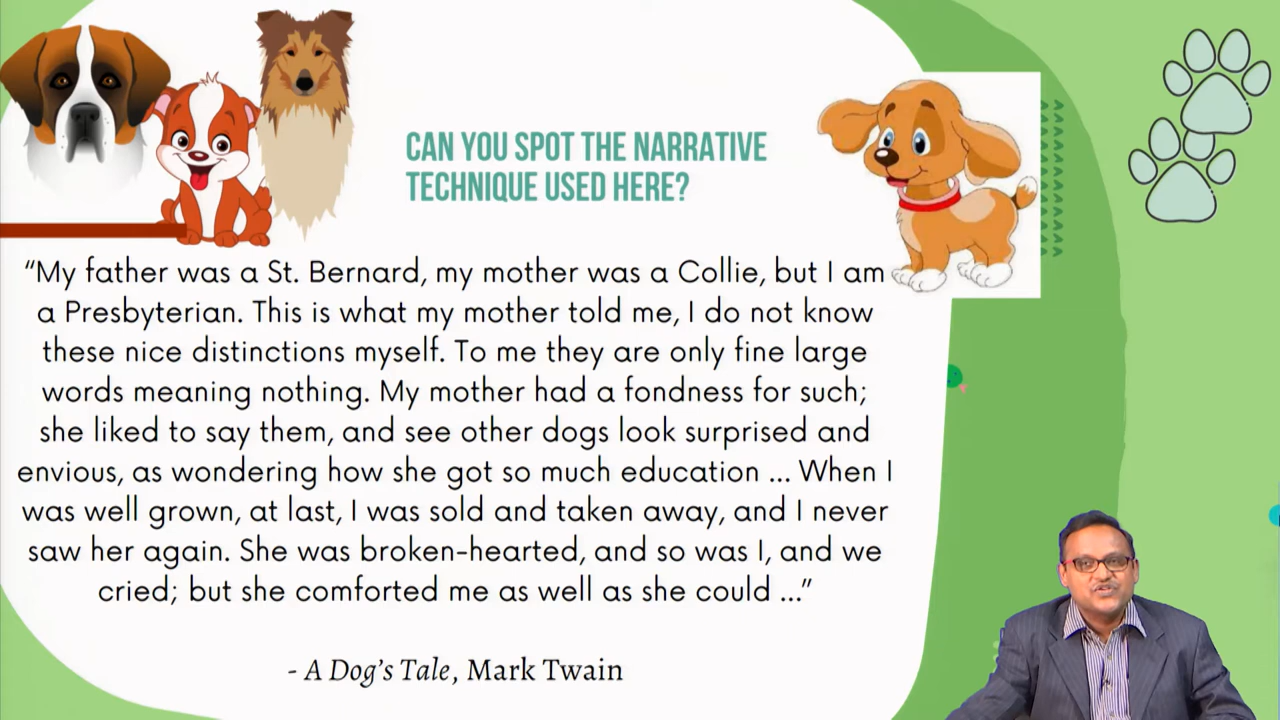 CAN YOU SPOT THE NARRATIVE
TECHNIQUE USED HERE?
“My father was a St. Bernard, my mother was a Collie, but I am
a Presbyterian. This is what my mother told me, I do not know
these nice distinctions myself. To me they are only fine large
words meaning nothing. My mother had a fondness for such;
she liked to say them, and see other dogs look surprised and
envious, as wondering how she got so much education ... When I
was well grown, at last, I was sold and taken away, and I never
saw her again. She was broken-hearted, and so was I, and we
cried; but she comforted me as well as she could ...”
- A Dog’s Tale, Mark Twain